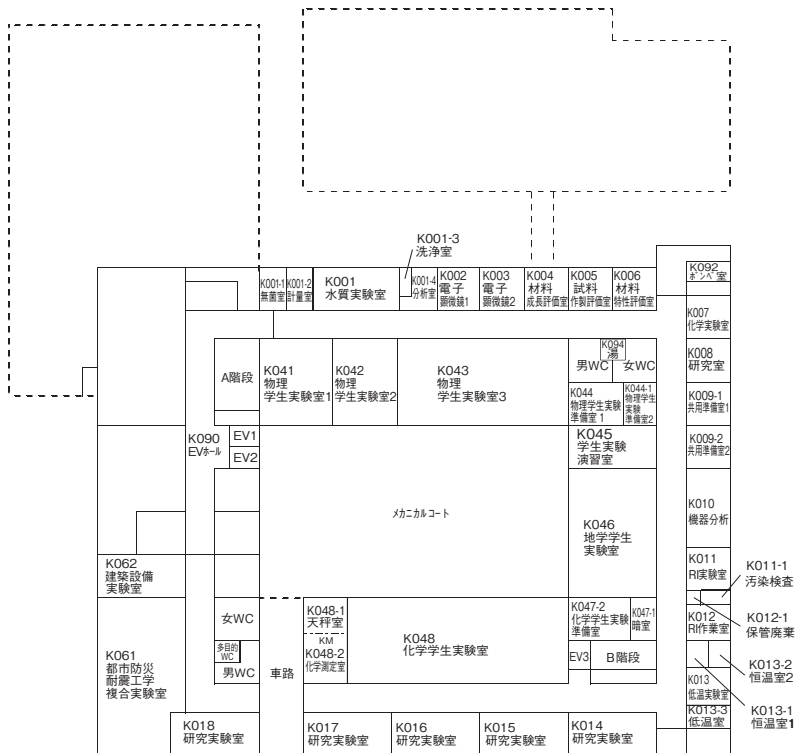 K001-3
洗浄室
K001-1
無菌室
K001-2
計量室
K001
水質実験室
K001-4
分析室
K002
電子
顕微鏡1
K003
電子
顕微鏡2
K004
材料
成長評価室
K005
試料
作製評価室
K006
材料
特性評価室
K092
ボンベ室
K007
化学実験室
K008
研究室
K009-1
共用準備室1
K009-2
共用準備室2
K010
機器分析
K011
RI実験室
K011-1
汚染検査
K012-1
保管廃棄
K012
RI作業室
K013-2
恒温室2
K013
低温実験室
K013-1
恒温室1
K013-3
低温室
A階段
K041
物理
学生実験室1
K042
物理
学生実験室2
K043
物理
学生実験室3
K094
湯
男WC
女WC
K044
物理学生実験
準備室 1
K044-1
物理学生
実験
準備室2
K045
学生実験
演習室
K090
EVホール
EV1
EV2
メカニカルコート
K046
地学学生
実験室
K062
建築設備
実験室
K061
都市防災
耐震工学
複合実験室
女WC
多目的
WC
男WC
車路
K048-1
天秤室
KM
K048-2
化学測定室
K048
化学学生実験室
K047-2
化学学生実験
準備室
K047-1
暗室
EV3
B階段
K018
研究実験室
K017
研究実験室
K016
研究実験室
K015
研究実験室
K014
研究実験室